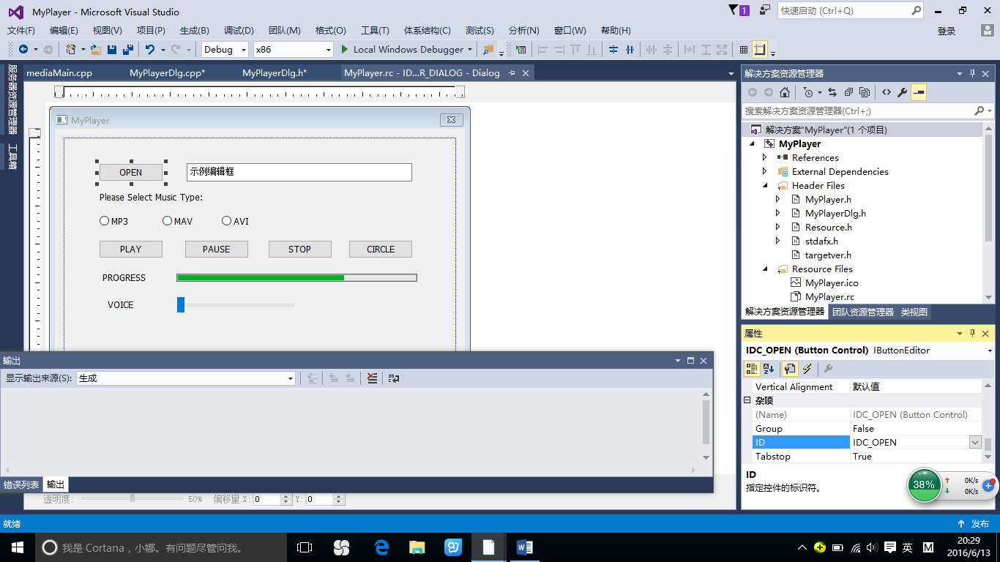 MyPlayer - Microsoft Visual Studio
1
快速启动 (Ctrl+Q)
文件(F) 编辑(E) 视图(V) 项目(P) 生成(B) 调试(D) 团队(M) 格式(O) 工具(T) 体系结构(C) 测试(S) 分析(N) 窗口(W) 帮助(H) 登录
Debug x86 Local Windows Debugger
服务器资源管理器
工具箱
mediaMain.cpp MyPlayerDlg.cpp* MyPlayerDlg.h* MyPlayer.rc - ID...R_DIALOG - Dialog
MyPlayer
OPEN 示例编辑框
Please Select Music Type:
MP3 MAV AVI
PLAY PAUSE STOP CIRCLE
PROGRESS
VOICE
输出
显示输出来源(S): 生成
错误列表 输出
透明度: 50% 偏移量 X: 0 Y: 0
解决方案资源管理器
搜索解决方案资源管理器(Ctrl+;)
解决方案"MyPlayer"(1 个项目)
MyPlayer
References
External Dependencies
Header Files
MyPlayer.h
MyPlayerDlg.h
Resource.h
stdafx.h
targetver.h
Resource Files
MyPlayer.ico
MyPlayer.rc
解决方案资源管理器 团队资源管理器 类视图
属性
IDC_OPEN (Button Control) IButtonEditor
Vertical Alignment 默认值
杂项
(Name) IDC_OPEN (Button Control)
Group False
ID IDC_OPEN
Tabstop True
ID
指定控件的标识符。
38% 0K/s
0K/s
就绪 发布
我是 Cortana，小娜。有问题尽管问我。
英 M
20:29
2016/6/13